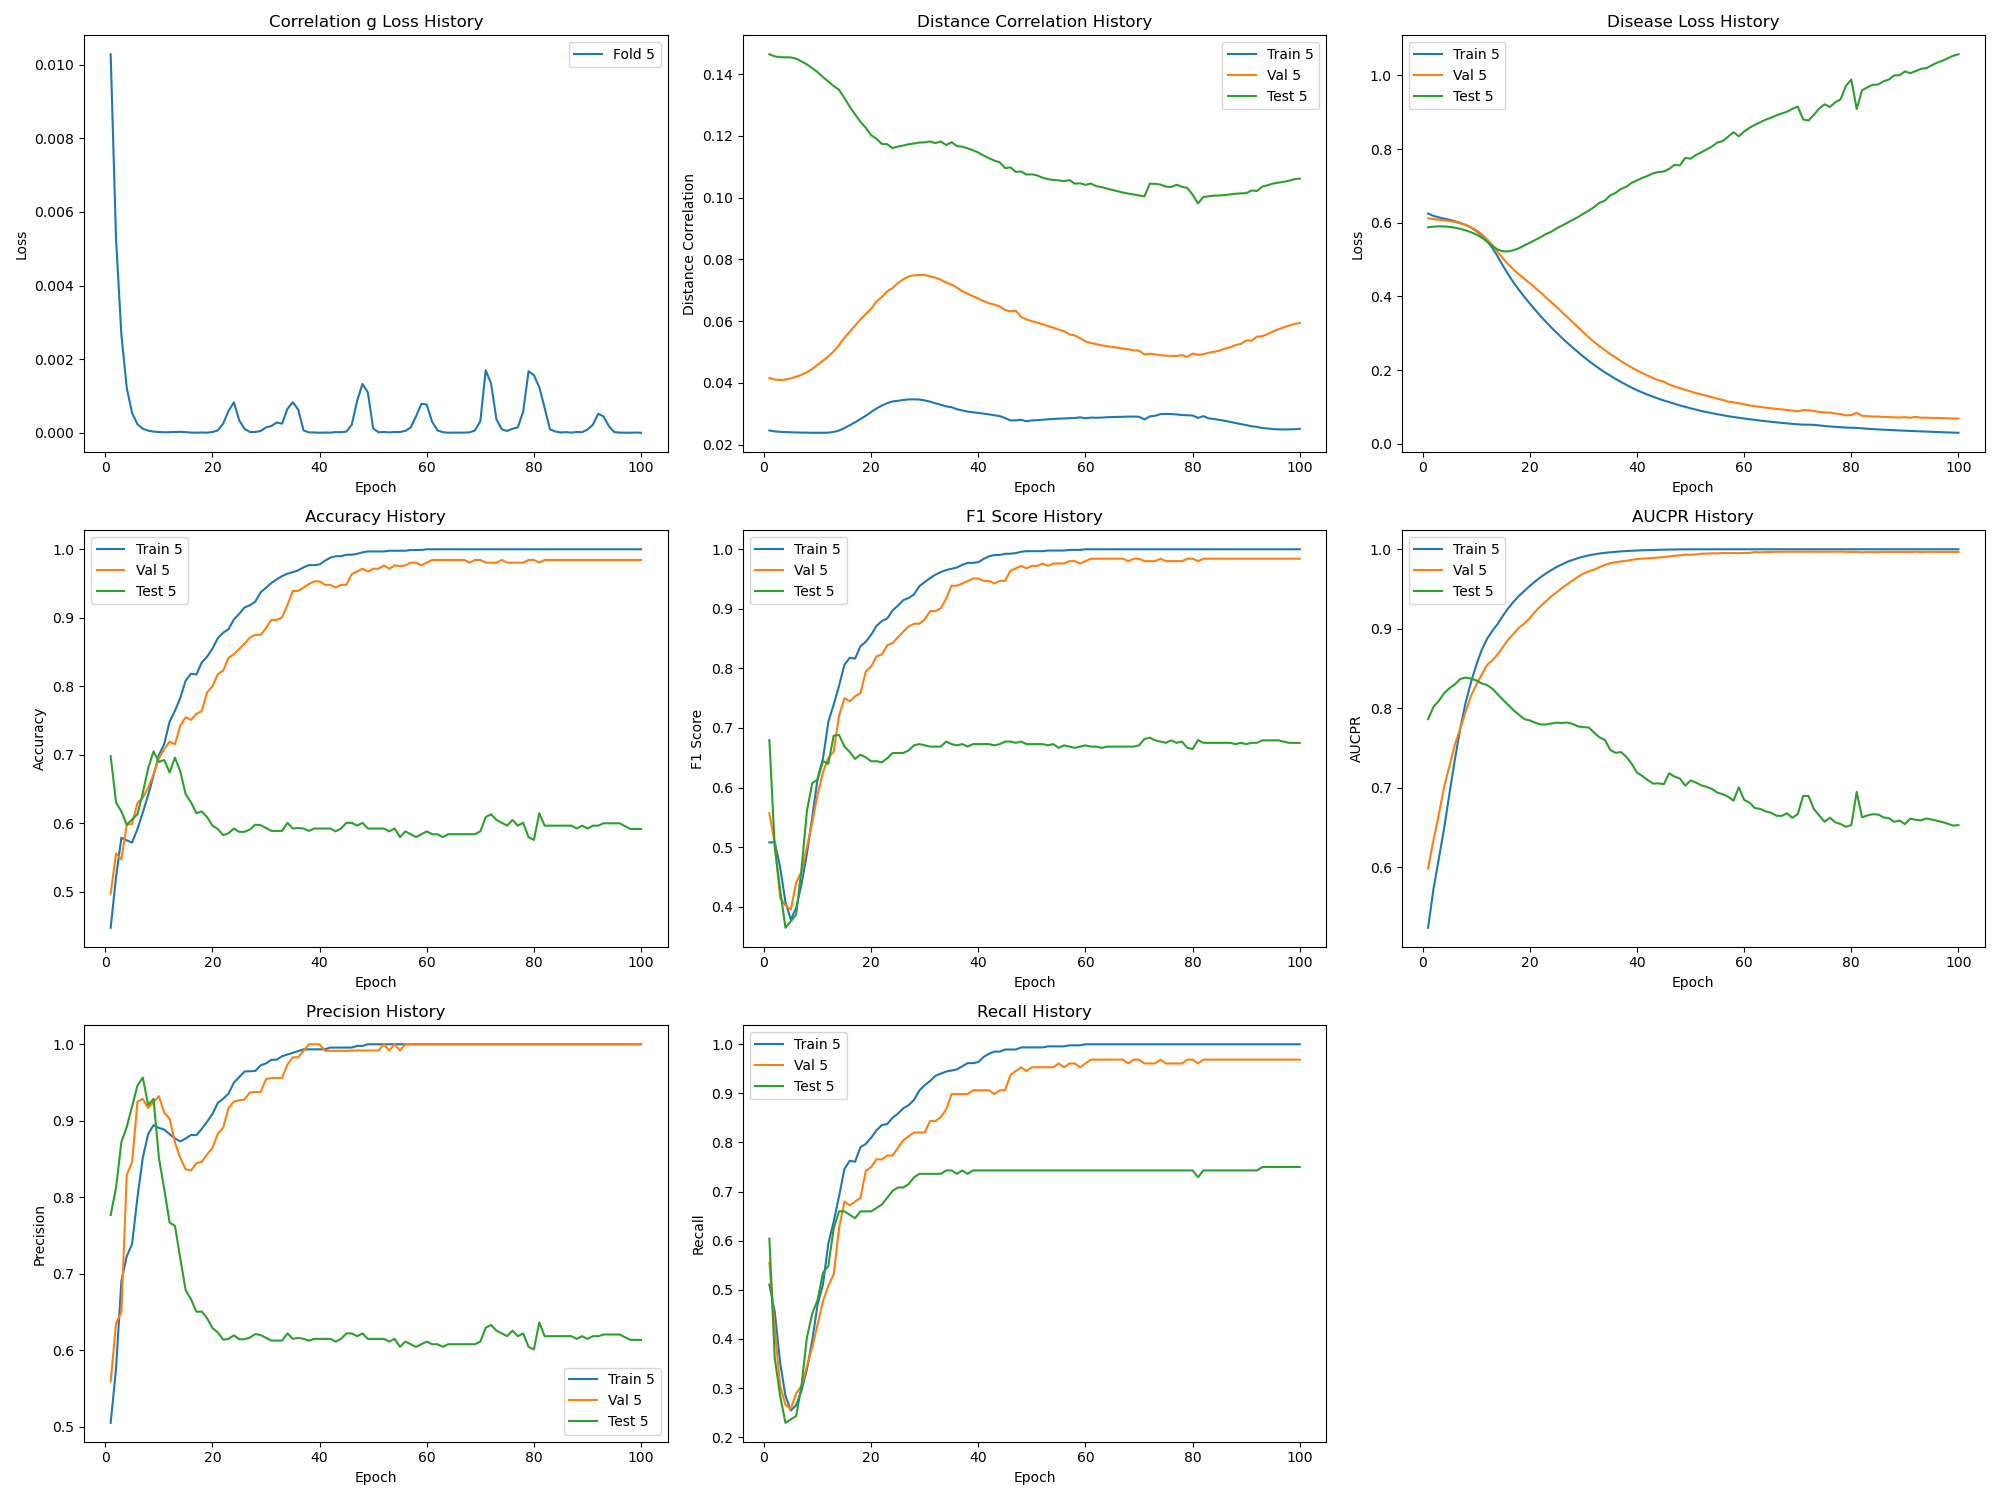 Correlation g Loss History
Fold 5
0.010
0.008
0.006
0.004
0.002
0.000
Loss
0 20 40 60 80 100
Epoch
Distance Correlation History
Train 5
Val 5
Test 5
0.14
0.12
0.10
0.08
0.06
0.04
0.02
Distance Correlation
0 20 40 60 80 100
Epoch
Disease Loss History
Train 5
Val 5
Test 5
1.0
0.8
0.6
0.4
0.2
0.0
Loss
0 20 40 60 80 100
Epoch
Accuracy History
Train 5
Val 5
Test 5
1.0
0.9
0.8
0.7
0.6
0.5
Accuracy
0 20 40 60 80 100
Epoch
F1 Score History
Train 5
Val 5
Test 5
1.0
0.9
0.8
0.7
0.6
0.5
0.4
F1 Score
0 20 40 60 80 100
Epoch
AUCPR History
Train 5
Val 5
Test 5
1.0
0.9
0.8
0.7
0.6
AUCPR
0 20 40 60 80 100
Epoch
Precision History
1.0
0.9
0.8
0.7
0.6
0.5
Precision
Train 5
Val 5
Test 5
0 20 40 60 80 100
Epoch
Recall History
Train 5
Val 5
Test 5
1.0
0.9
0.8
0.7
0.6
0.5
0.4
0.3
0.2
Recall
0 20 40 60 80 100
Epoch